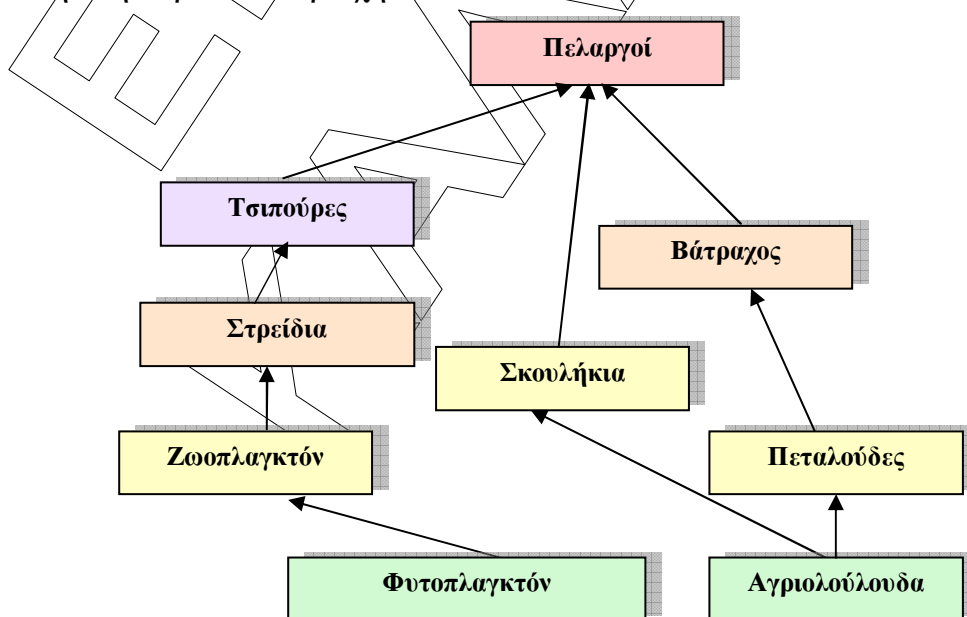 Πελαργοί
Τσιπούρες
Βάτραχος
Στρείδια
Σκουλήκια
Ζωοπλαγκτόν
Πεταλούδες
Φυτοπλαγκτόν
Αγριολούλουδα